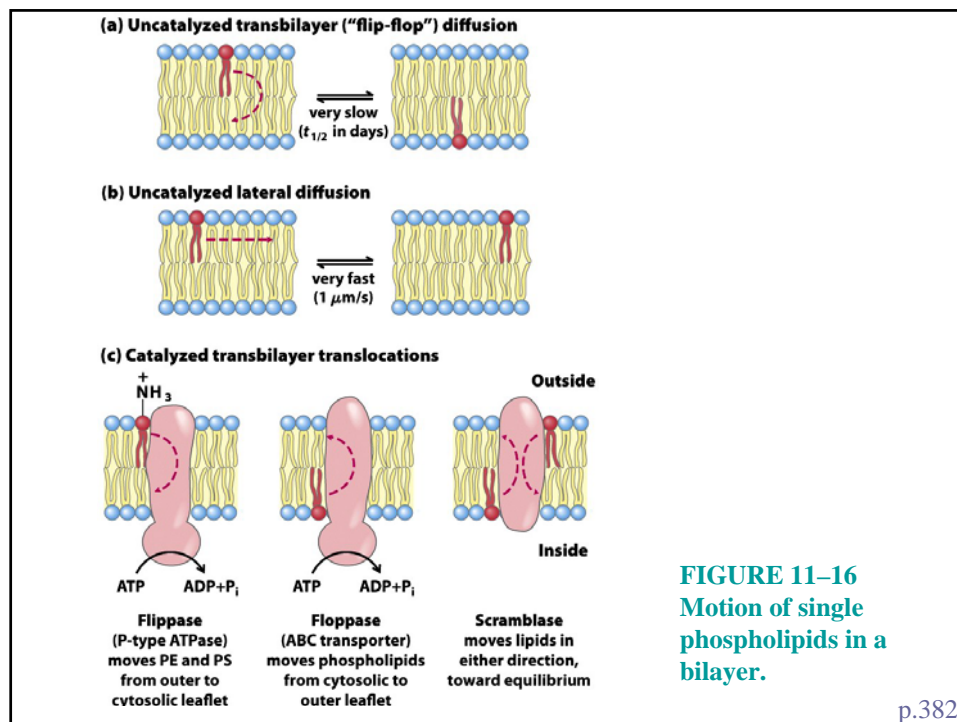 (a) Uncatalyzed transbilayer (“flip-flop”) diffusion
very slow
(t1/2 in days)
(b) Uncatalyzed lateral diffusion
very fast
(1 μm/s)
(c) Catalyzed transbilayer translocations
+
NH3
Outside
Inside
ATP ADP+Pi
ATP ADP+Pi
Flippase
(P-type ATPase)
moves PE and PS
from outer to
cytosolic leaflet
Floppase
(ABC transporter)
moves phospholipids
from cytosolic to
outer leaflet
Scramblase
moves lipids in
either direction,
toward equilibrium
FIGURE 11–16
Motion of single
phospholipids in a
bilayer.
p.382